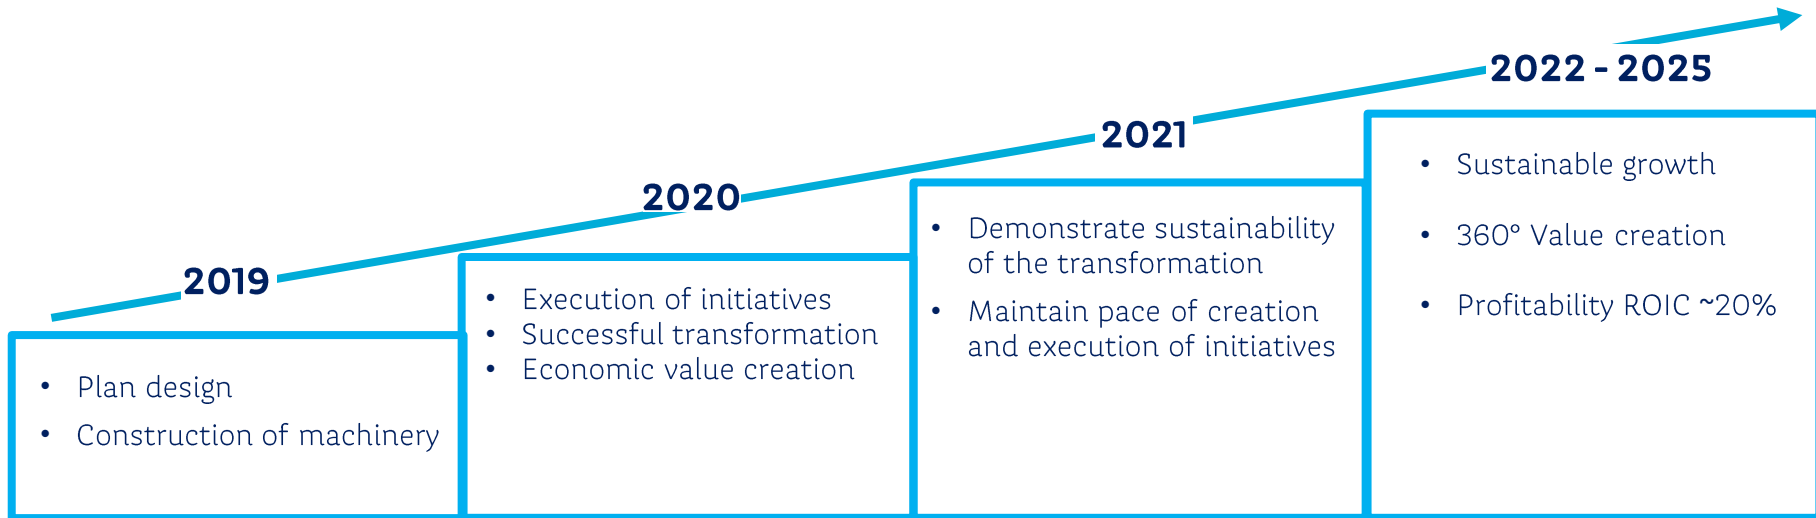 2019
• Plan design
• Construction of machinery
2020
• Execution of initiatives
• Successful transformation
• Economic value creation
2021
• Demonstrate sustainability
of the transformation
• Maintain pace of creation
and execution of initiatives
2022 - 2025
• Sustainable growth
• 360° Value creation
• Profitability ROIC ~20%